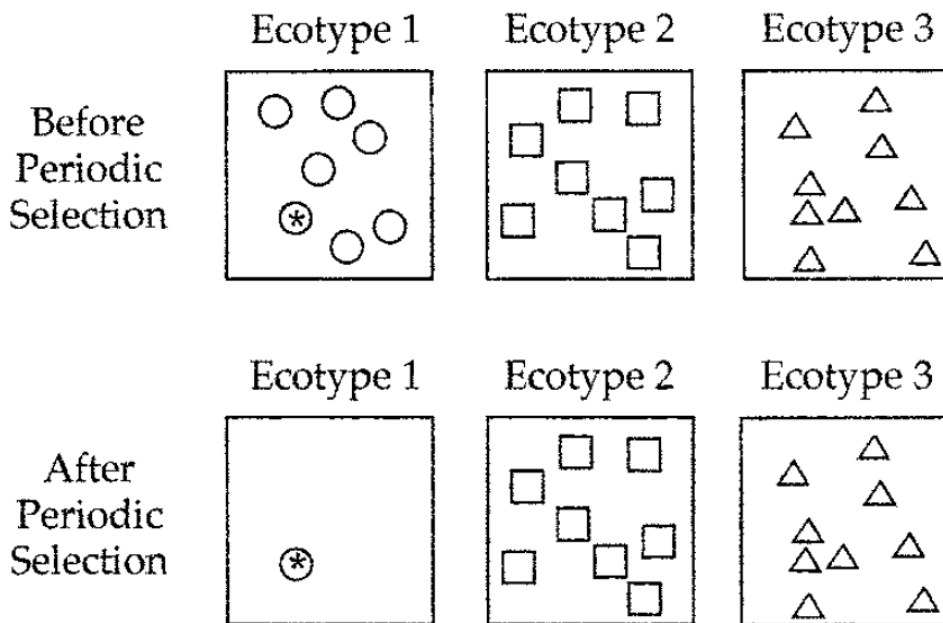 Ecotype 1 Ecotype 2 Ecotype 3
Before
Periodic
Selection
*
Ecotype 1 Ecotype 2 Ecotype 3
After
Periodic
Selection
*